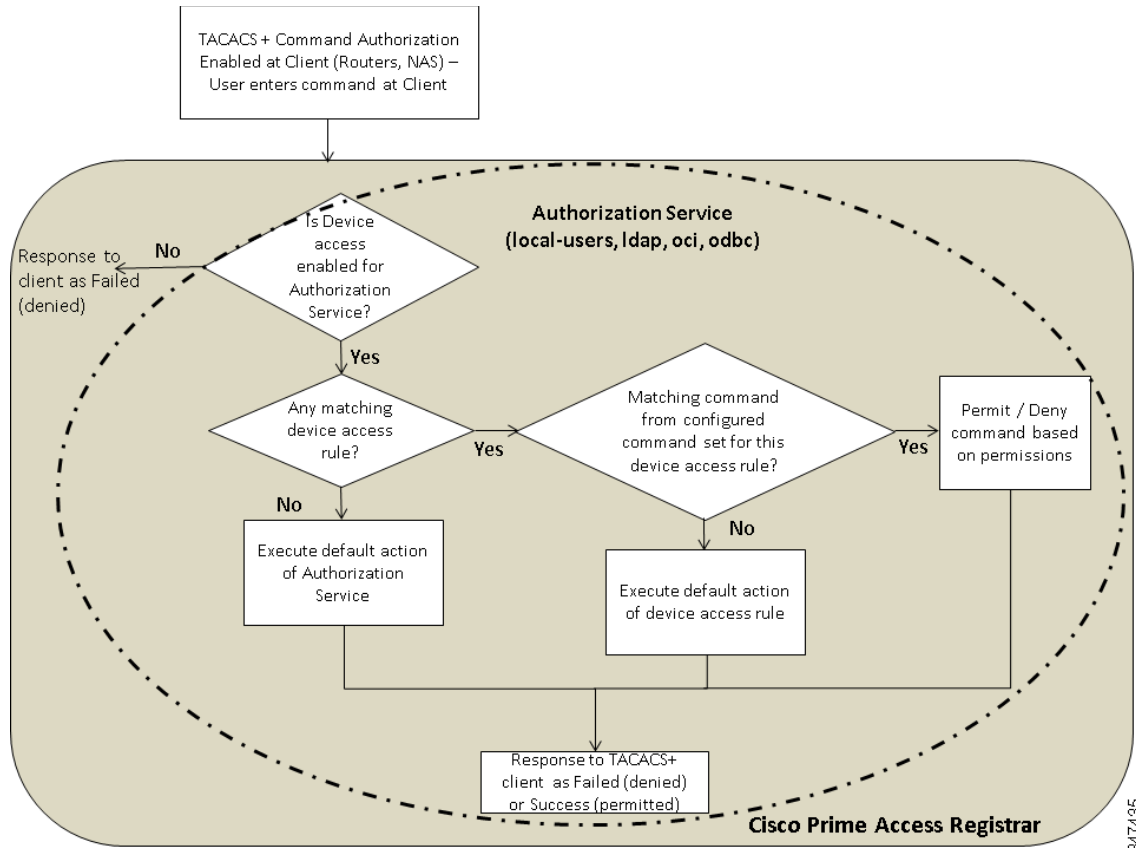 TACACS + Command Authorization
Enabled at Client (Routers, NAS) –
User enters command at Client
Authorization Service
(local-users, ldap, oci, odbc)
Is Device
access
enabled for
Authorization
Service?
No
Response to
client as Failed
(denied)
Yes
Any matching
device access
rule?
Yes
Matching command
from configured
command set for this
device access rule?
Yes
Permit / Deny
command based
on permissions
No
Execute default action
of Authorization
Service
No
Execute default action
of device access rule
Response to TACACS+
client as Failed (denied)
or Success (permitted)
Cisco Prime Access Registrar
347435